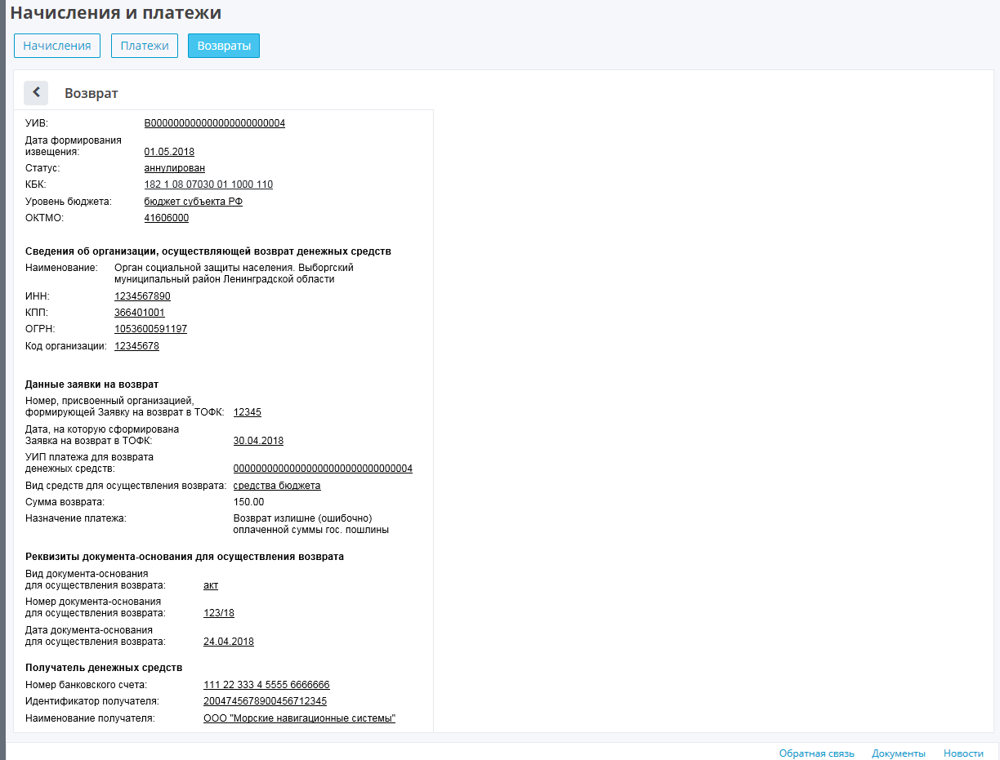 Начисления и платежи
Начисления Платежи Возвраты
Возврат
УИВ: В000000000000000000000004
Дата формирования
извещения: 01.05.2018
Статус: аннулирован
КБК: 182 1 08 07030 01 1000 110
Уровень бюджета: бюджет субъекта РФ
ОКТМО: 41606000
Сведения об организации, осуществляющей возврат денежных средств
Наименование: Орган социальной защиты населения. Выборгский
муниципальный район Ленинградской области
ИНН: 1234567890
КПП: 366401001
ОГРН: 1053600591197
Код организации: 12345678
Данные заявки на возврат
Номер, присвоенный организацией,
формирующей Заявку на возврат в ТОФК: 12345
Дата, на которую сформирована
Заявка на возврат в ТОФК: 30.04.2018
УИП платежа для возврата
денежных средств: 00000000000000000000000000000004
Вид средств для осуществления возврата: средства бюджета
Сумма возврата: 150.00
Назначение платежа: Возврат излишне (ошибочно)
оплаченной суммы гос. пошлины
Реквизиты документа-основания для осуществления возврата
Вид документа-основания
для осуществления возврата: акт
Номер документа-основания
для осуществления возврата: 123/18
Дата документа-основания
для осуществления возврата: 24.04.2018
Получатель денежных средств
Номер банковского счета: 111 22 333 4 5555 6666666
Идентификатор получателя: 2004745678900456712345
Наименование получателя: ООО "Морские навигационные системы"
Обратная связь Документы Новости